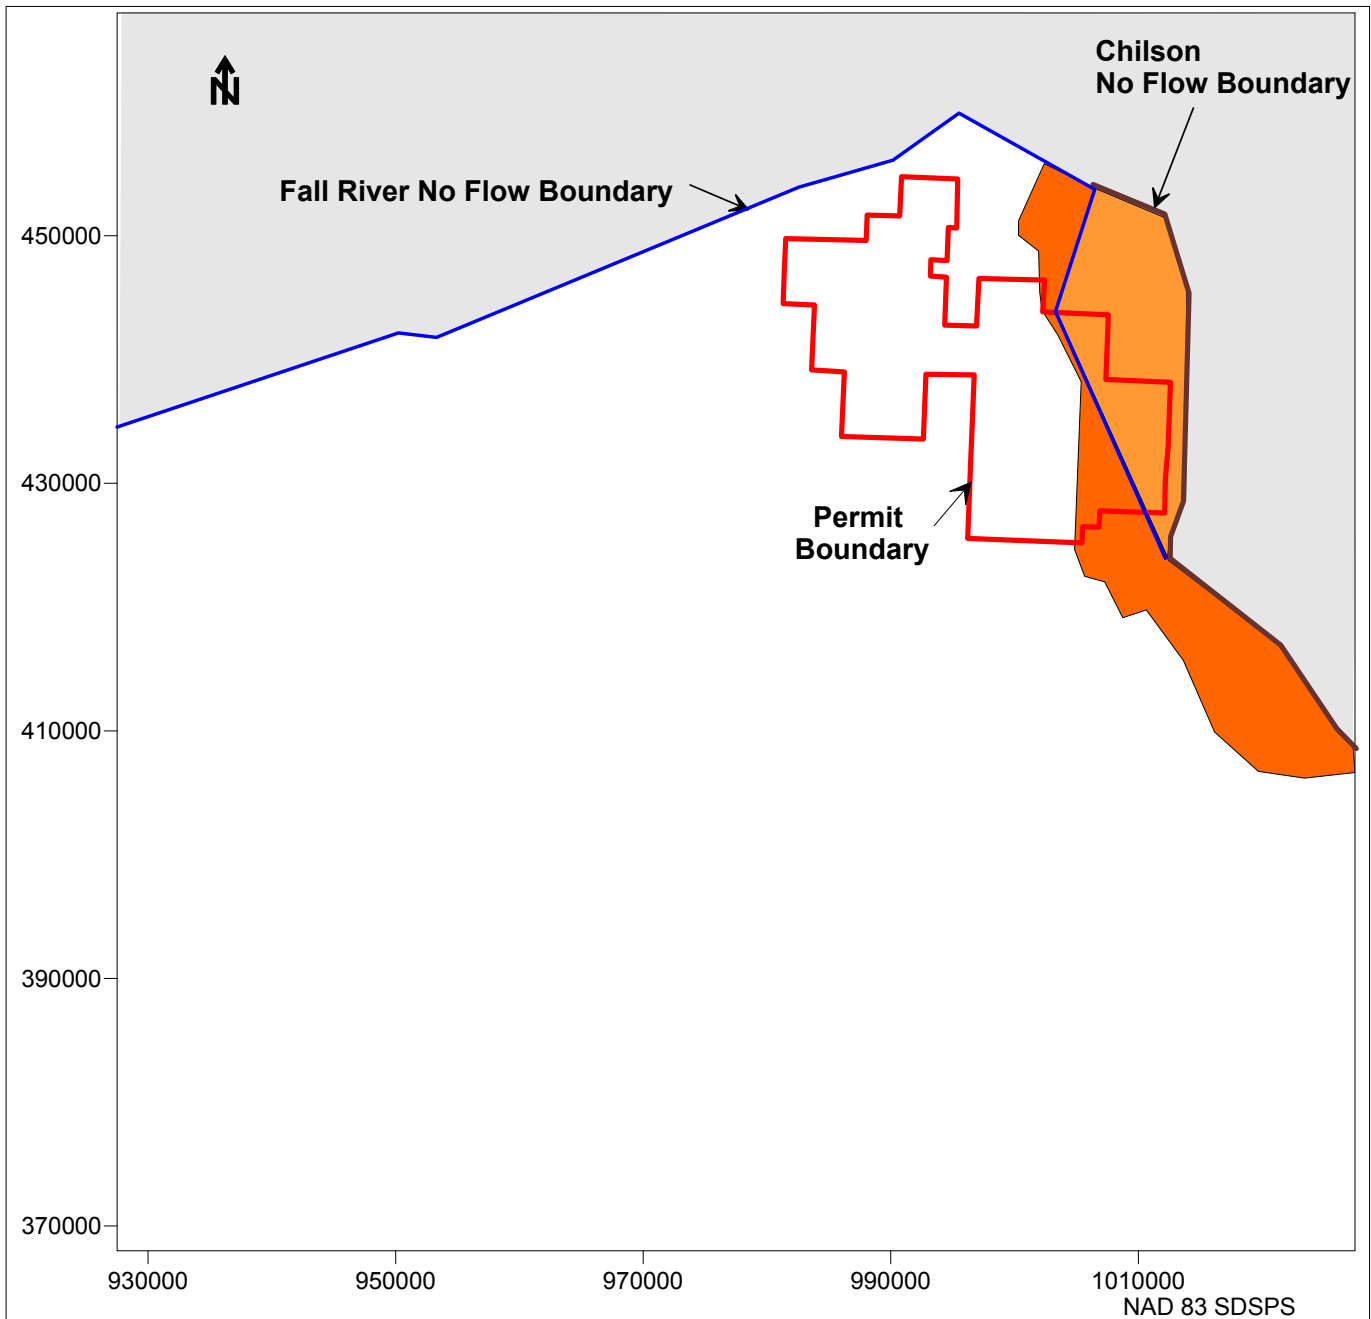 Chilson
No Flow Boundary
N
Fall River No Flow Boundary
450000
430000
Permit
Boundary
410000
390000
370000
930000 950000 970000 990000 1010000
NAD 83 SDSPS